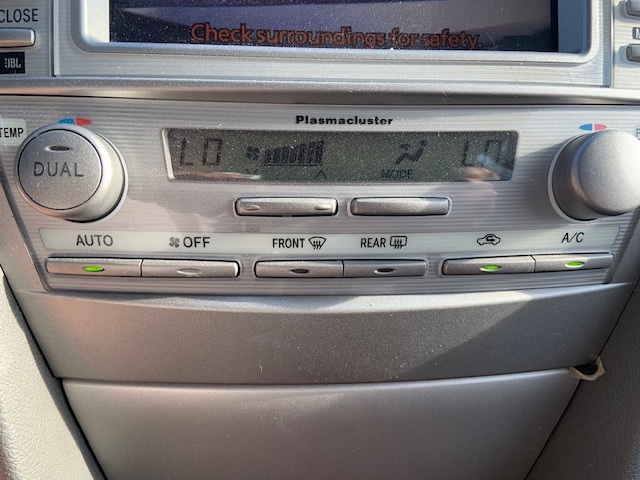 CLOSE
Check surroundings for safety.
JBL
Plasmacluster
TEMP
DUAL
LO LO
MODE
AUTO OFF FRONT REAR A/C